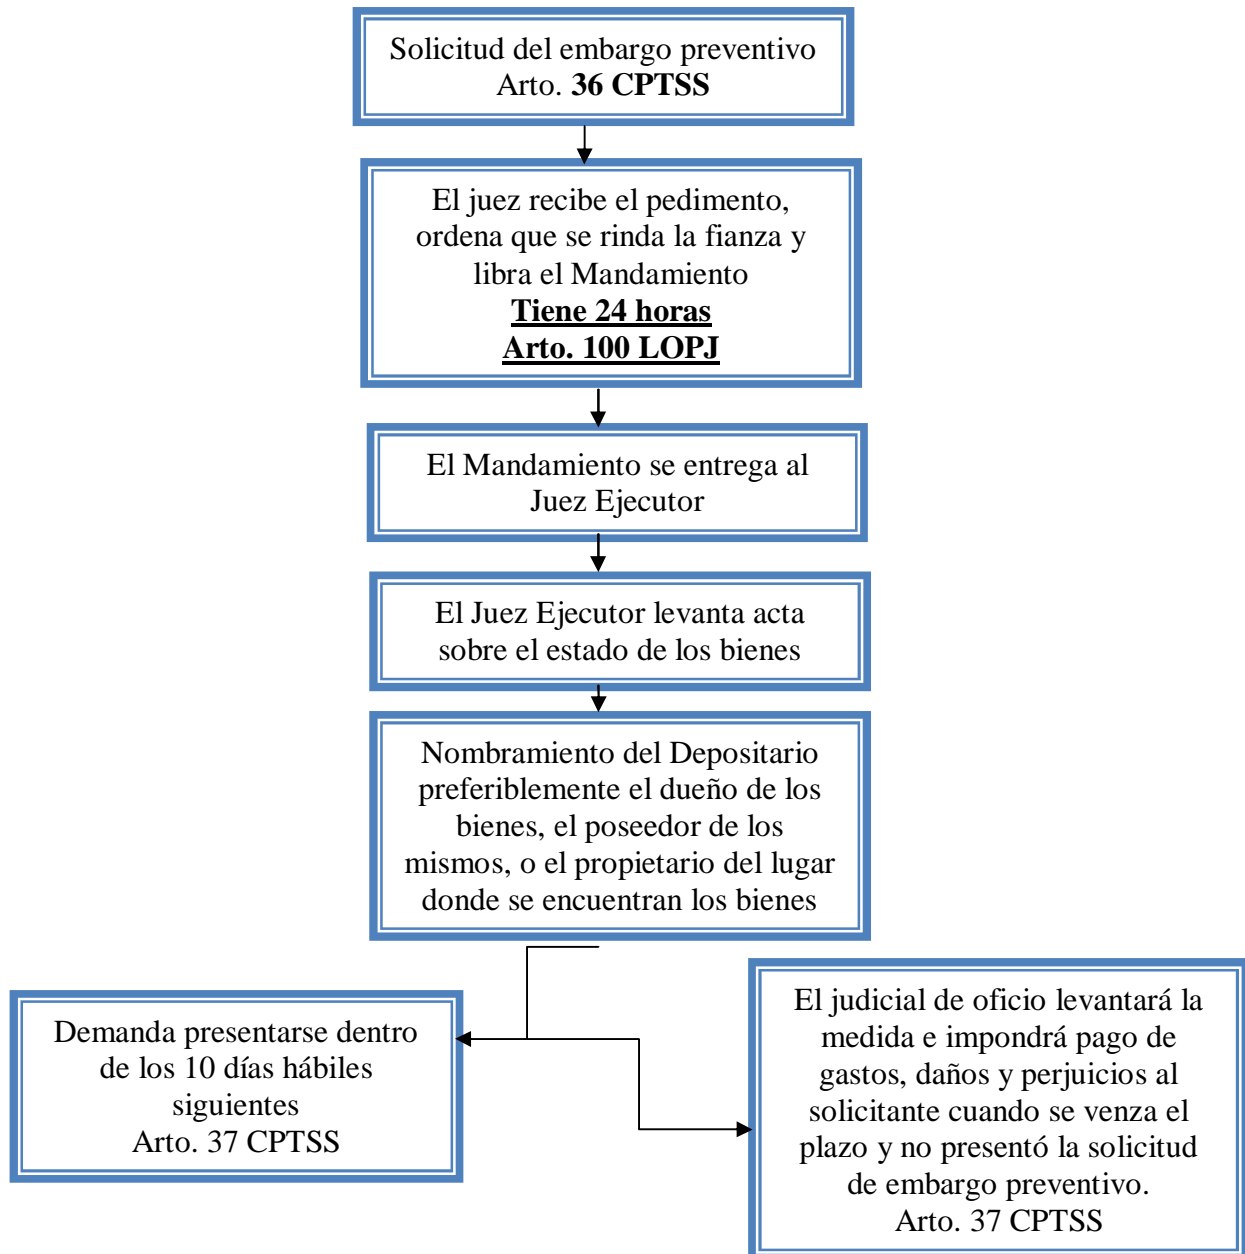 Solicitud del embargo preventivo
Arto. 36 CPTSS
El juez recibe el pedimento,
ordena que se rinda la fianza y
libra el Mandamiento
Tiene 24 horas
Arto. 100 LOPJ
El Mandamiento se entrega al
Juez Ejecutor
El Juez Ejecutor levanta acta
sobre el estado de los bienes
Nombramiento del Depositario
preferiblemente el dueño de los
bienes, el poseedor de los
mismos, o el propietario del lugar
donde se encuentran los bienes
Demanda presentarse dentro
de los 10 días hábiles
siguientes
Arto. 37 CPTSS
El judicial de oficio levantará la
medida e impondrá pago de
gastos, daños y perjuicios al
solicitante cuando se venza el
plazo y no presentó la solicitud
de embargo preventivo.
Arto. 37 CPTSS